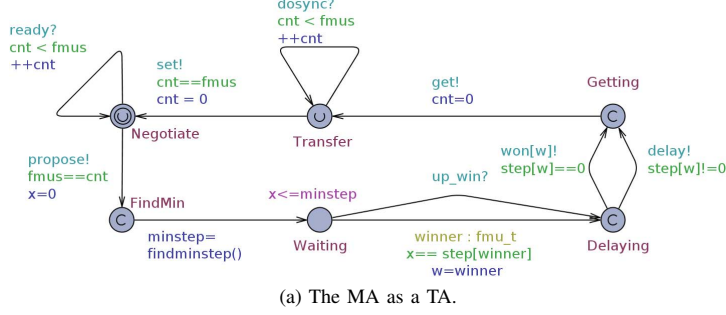 ready?
cnt < fmus
++cnt
set!
cnt==fmus
cnt = 0
dosync?
cnt < fmus
++cnt
get!
cnt=0
Getting
Negotiate
Transfer
propose!
fmus==cnt
x=0
won[w]!
step[w]==0
delay!
step[w]!=0
C
FindMin
C
minstep=
findminstep()
x<=minstep
Waiting
up_win?
winner : fmu_t
x== step[winner]
w=winner
C
Delaying
(a) The MA as a TA.